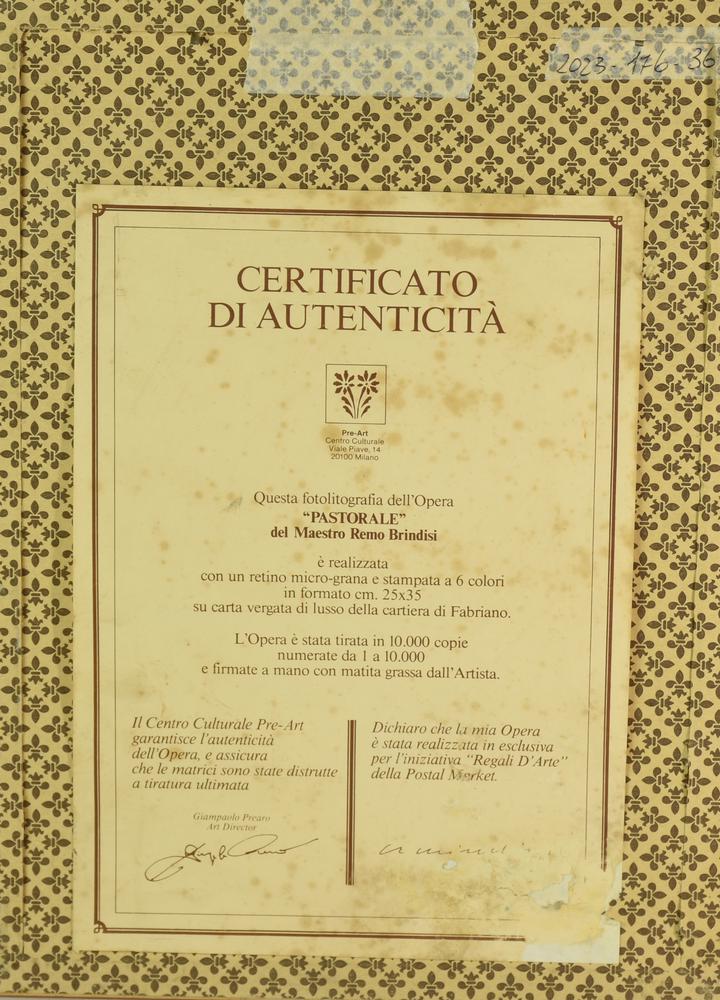 2023-176-36
CERTIFICATO
DI AUTENTICITÀ
Pre-Art
Centro Culturale
Viale Piave, 14
20100 Milano
Questa fotolitografia dell'Opera
“PASTORALE”
del Maestro Remo Brindisi
è realizzata
con un retino micro-grana e stampata a 6 colori
in formato cm. 25x35
su carta vergata di lusso della cartiera di Fabriano.
L'Opera è stata tirata in 10.000 copie
numerate da 1 a 10.000
e firmate a mano con matita grassa dall'Artista.
Il Centro Culturale Pre-Art
garantisce l'autenticità
dell'Opera, e assicura
che le matrici sono state distrutte
a tiratura ultimata
Giampaolo Prearo
Art Director
Dichiaro che la mia Opera
è stata realizzata in esclusiva
per l'iniziativa “Regali D'Arte”
della Postal Market.